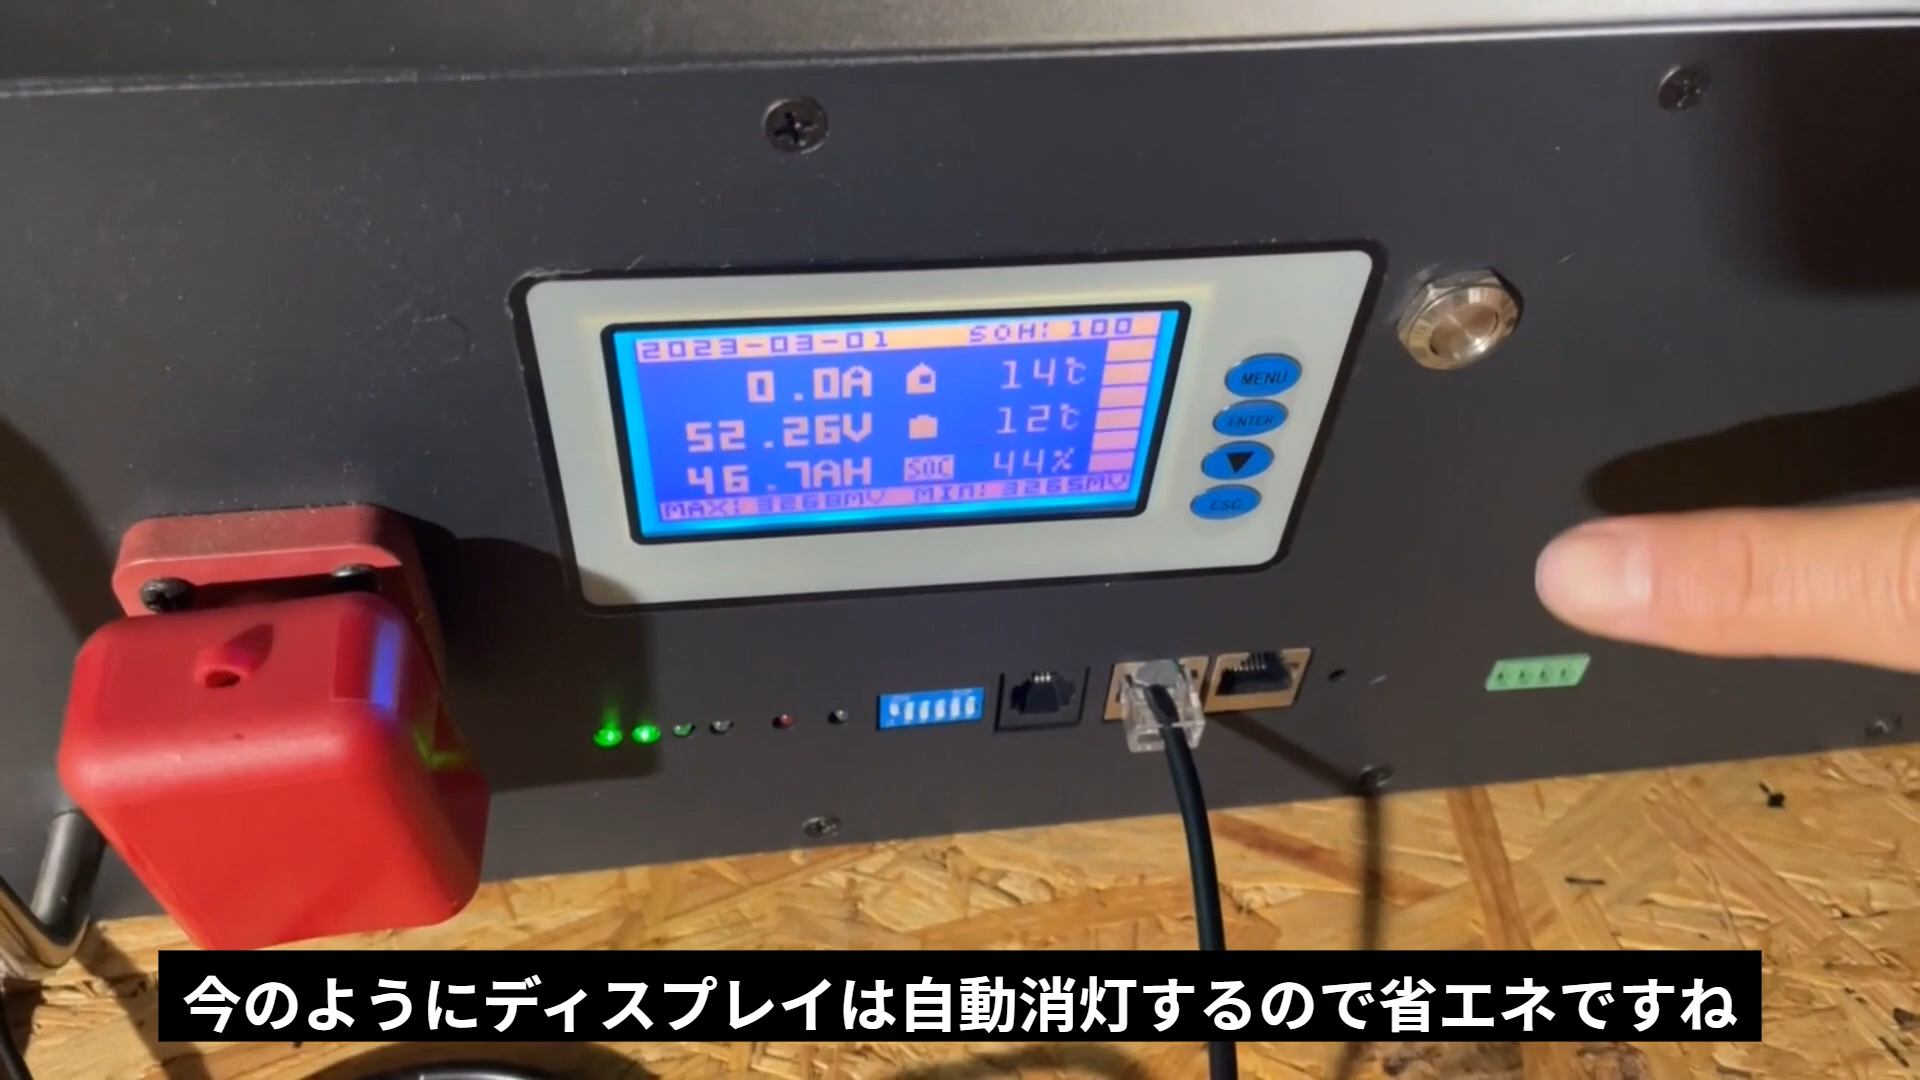 2023-03-01 SOH: 100
0.0A 14℃
52.26V 12℃
46.7AH SOC 44%
MAX: 3268MV MIN: 3265MV
MENU
ENTER
ESC
今のようにディスプレイは自動消灯するので省エネですね